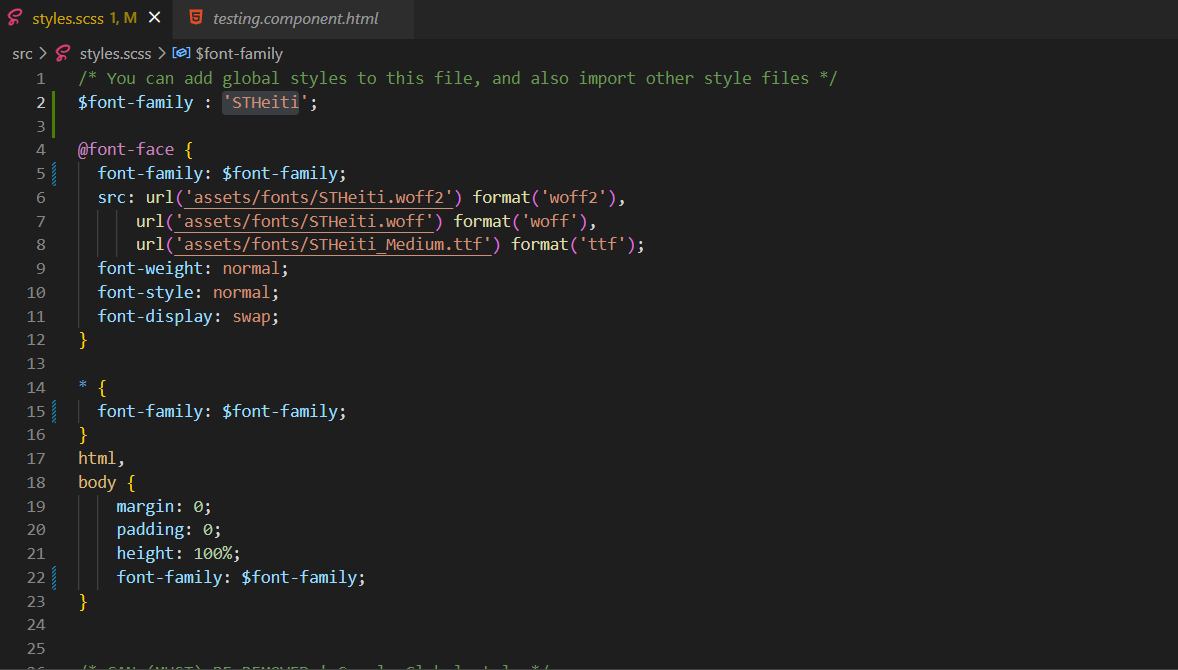 styles.scss 1, M testing.component.html
src styles.scss $font-family
1 /* You can add global styles to this file, and also import other style files */
2 $font-family : 'STHeiti';
3
4 @font-face {
5 font-family: $font-family;
6 src: url('assets/fonts/STHeiti.woff2') format('woff2'),
7 url('assets/fonts/STHeiti.woff') format('woff'),
8 url('assets/fonts/STHeiti_Medium.ttf') format('ttf');
9 font-weight: normal;
10 font-style: normal;
11 font-display: swap;
12 }
13
14 * {
15 font-family: $font-family;
16 }
17 html,
18 body {
19 margin: 0;
20 padding: 0;
21 height: 100%;
22 font-family: $font-family;
23 }
24
25